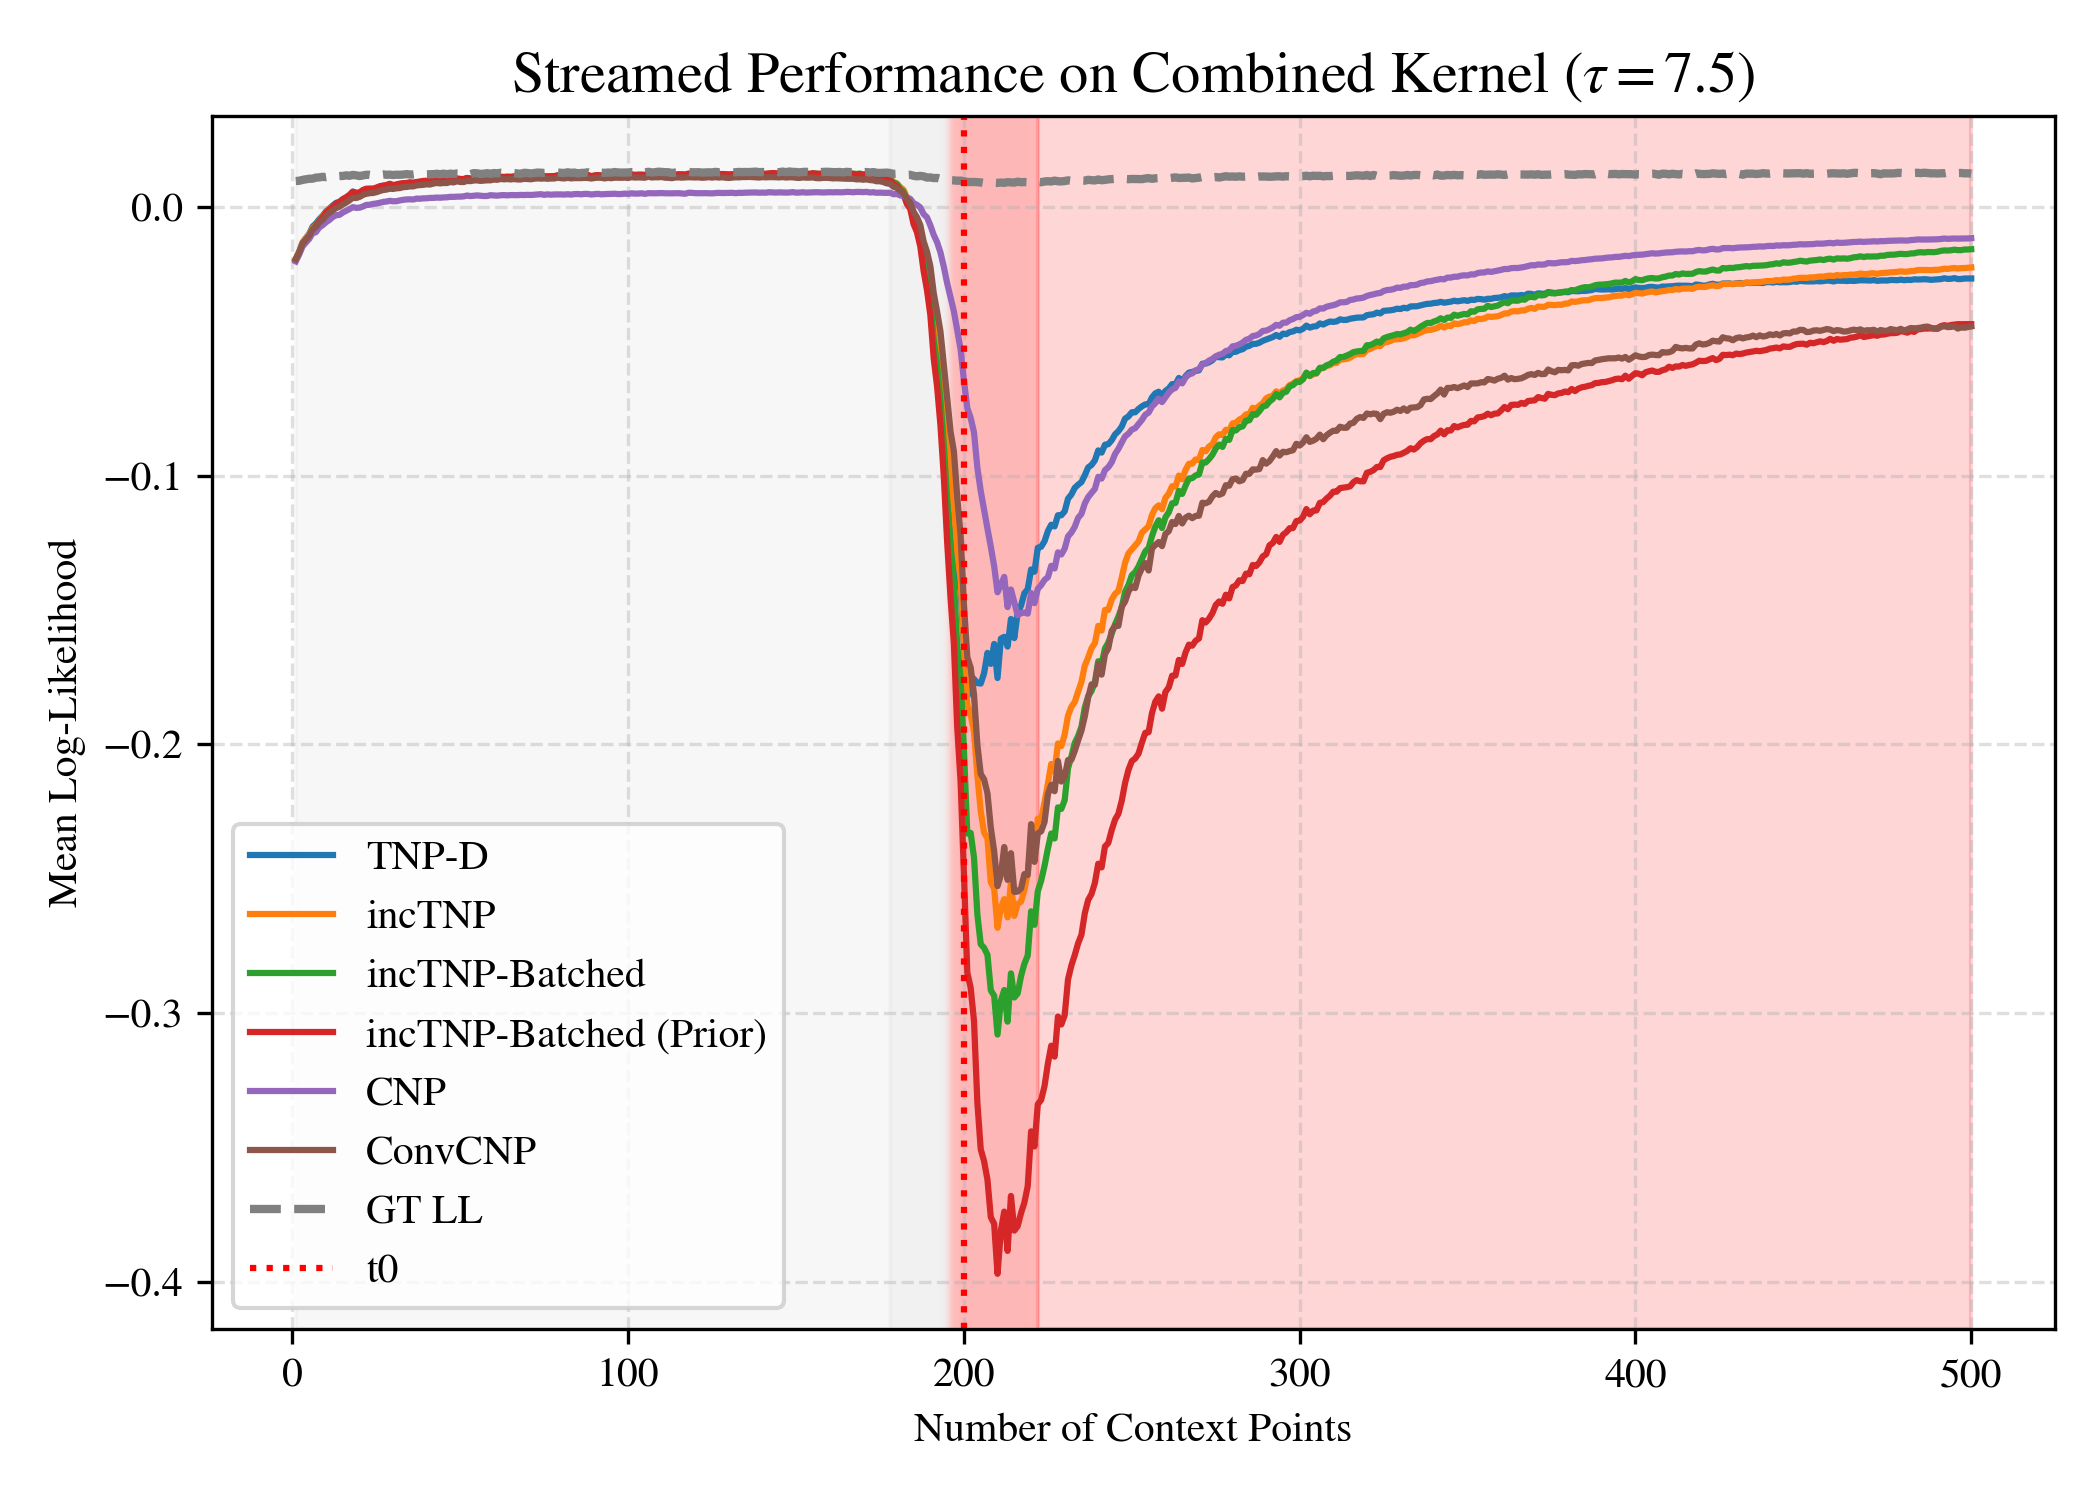 Streamed Performance on Combined Kernel (τ = 7.5)
Mean Log-Likelihood
0.0
−0.1
−0.2
−0.3
−0.4
TNP-D
incTNP
incTNP-Batched
incTNP-Batched (Prior)
CNP
ConvCNP
GT LL
t0
0 100 200 300 400 500
Number of Context Points